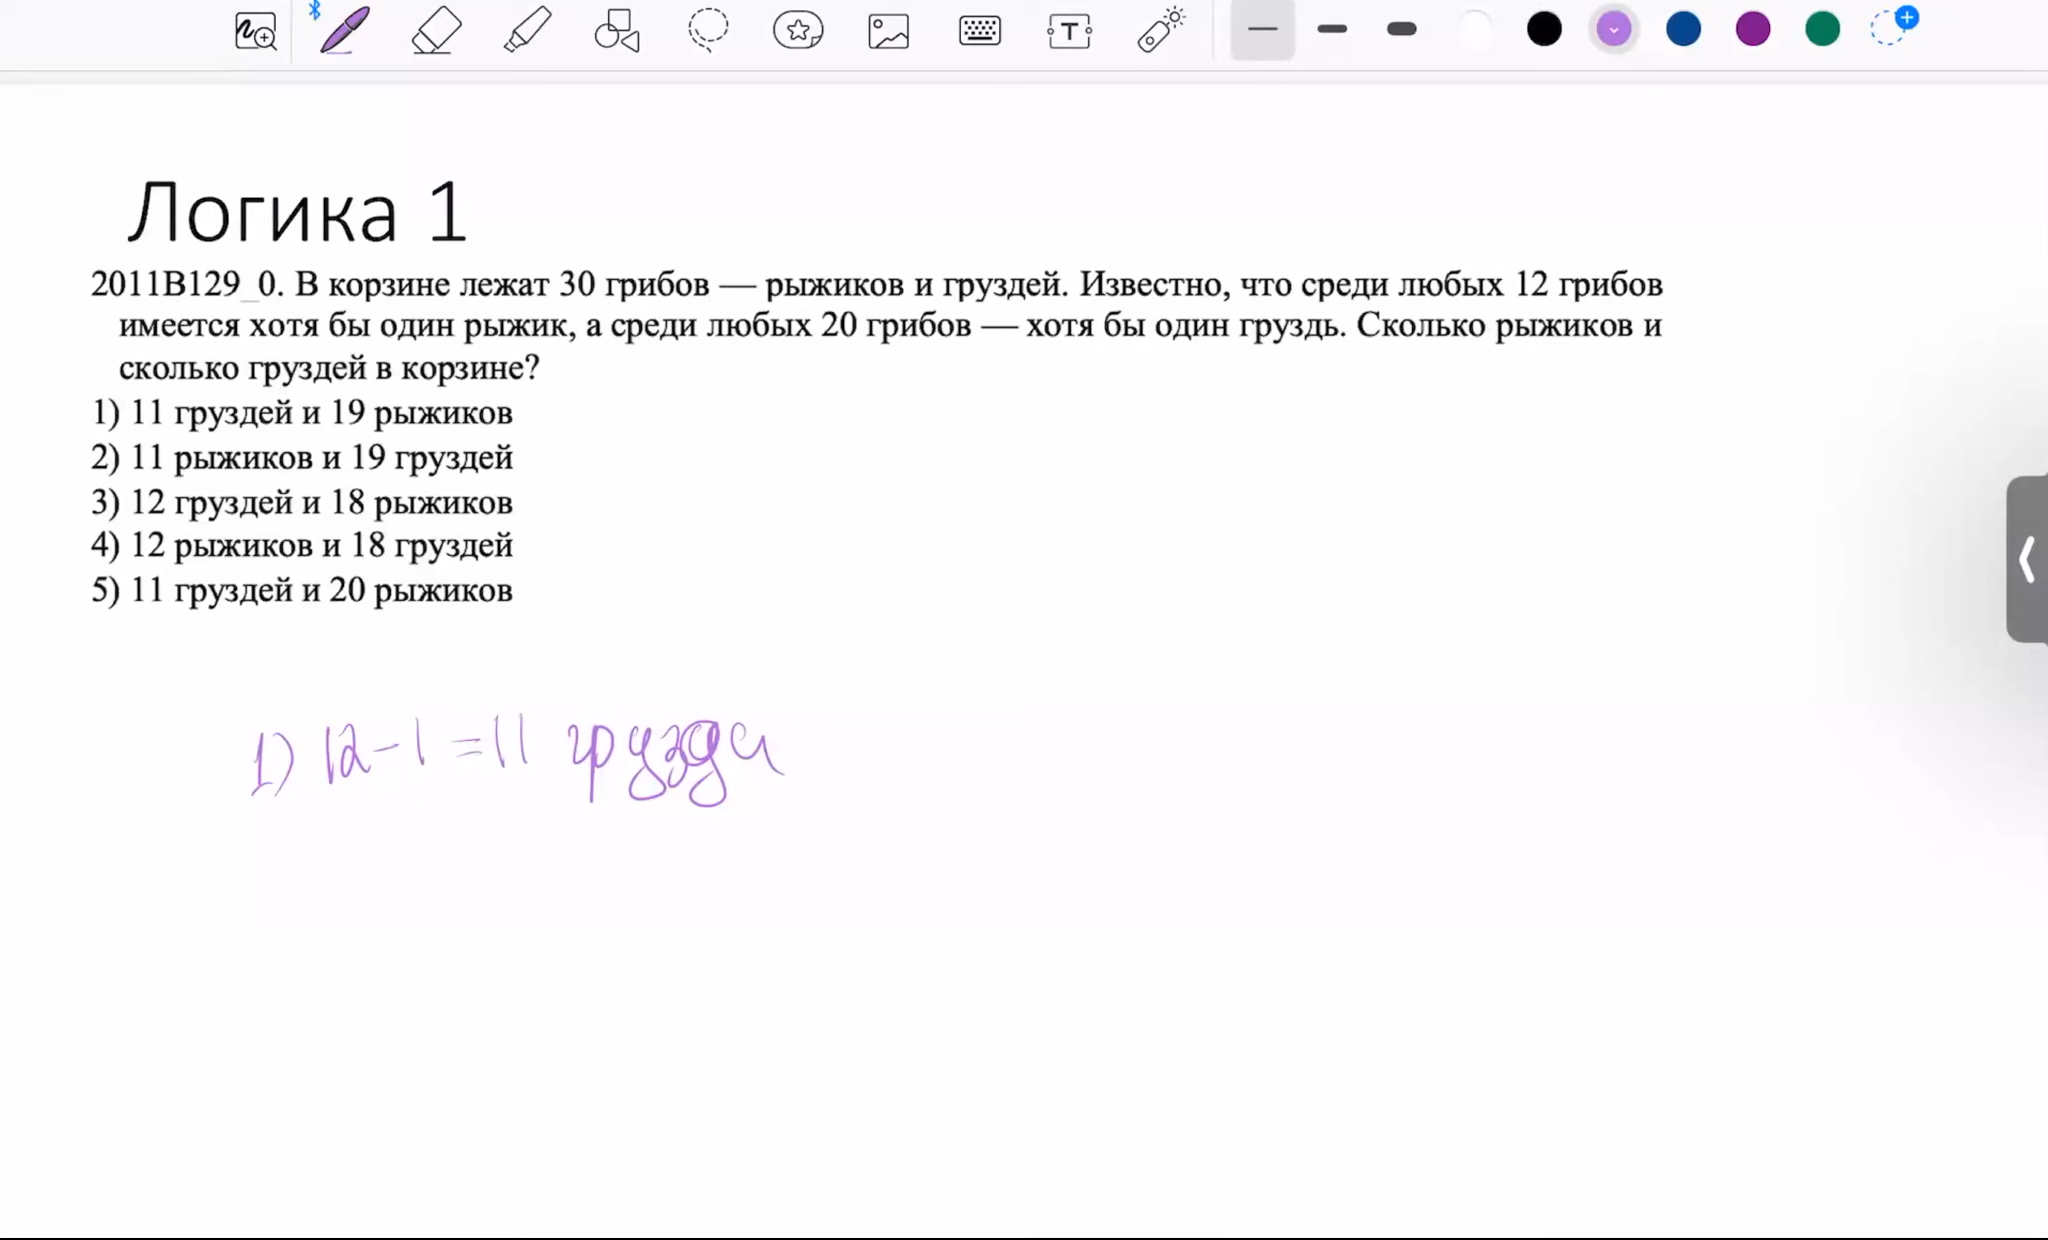 Логика 1
2011В129_0. В корзине лежат 30 грибов — рыжиков и груздей. Известно, что среди любых 12 грибов
имеется хотя бы один рыжик, а среди любых 20 грибов — хотя бы один груздь. Сколько рыжиков и
сколько груздей в корзине?
1) 11 груздей и 19 рыжиков
2) 11 рыжиков и 19 груздей
3) 12 груздей и 18 рыжиков
4) 12 рыжиков и 18 груздей
5) 11 груздей и 20 рыжиков
1) 12-1=11 грузди